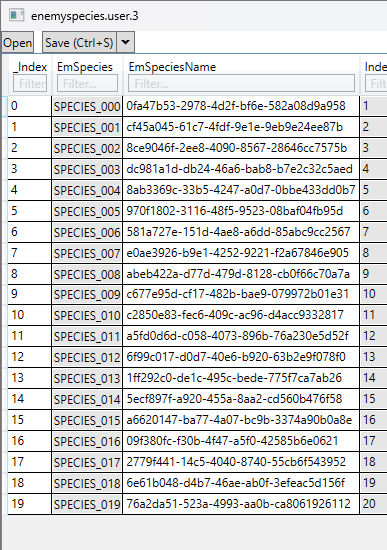 enemyspecies.user.3
Open Save (Ctrl+S)
_Index EmSpecies EmSpeciesName Inde
Filter Filter... Filter... Filter
0 SPECIES_000 0fa47b53-2978-4d2f-bf6e-582a08d9a958 1
1 SPECIES_001 cf45a045-61c7-4fdf-9e1e-9eb9e24ee87b 2
2 SPECIES_002 8ce9046f-2ee8-4090-8567-28646cc7575b 3
3 SPECIES_003 dc981a1d-db24-46a6-bab8-b7e2c32c5aed 4
4 SPECIES_004 8ab3369c-33b5-4247-a0d7-0bbe433dd0b7 5
5 SPECIES_005 970f1802-3116-48f5-9523-08baf04fb95d 6
6 SPECIES_006 581a727e-151d-4ae8-a6dd-85abc9cc2567 7
7 SPECIES_007 e0ae3926-b9e1-4252-9221-f2a67846e905 8
8 SPECIES_008 abeb422a-d77d-479d-8128-cb0f66c70a7a 9
9 SPECIES_009 c677e95d-cf17-482b-bae9-079972b01e31 10
10 SPECIES_010 c2850e83-fec6-409c-ac96-d4acc9332817 11
11 SPECIES_011 a5fd0d6d-c058-4073-896b-76a230e5d52f 12
12 SPECIES_012 6f99c017-d0d7-40e6-b920-63b2e9f078f0 13
13 SPECIES_013 1ff292c0-de1c-495c-bede-775f7ca7ab26 14
14 SPECIES_014 5ecf897f-a920-455a-8aa2-cd560b476f58 15
15 SPECIES_015 a6620147-ba77-4a07-bc9b-3374a90b0a8e 16
16 SPECIES_016 09f380fc-f30b-4f47-a5f0-42585b6e0621 17
17 SPECIES_017 2779f441-14c5-4040-8740-55cb6f543952 18
18 SPECIES_018 6e61b048-d4b7-46ae-ab0f-3efeac5d156f 19
19 SPECIES_019 76a2da51-523a-4993-aa0b-ca8061926112 20